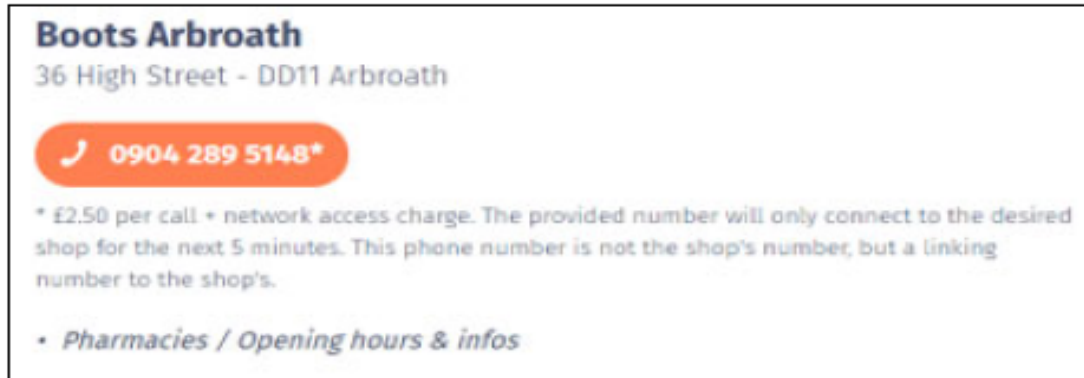 Boots Arbroath
36 High Street - DD11 Arbroath
0904 289 5148*
* £2.50 per call + network access charge. The provided number will only connect to the desired
shop for the next 5 minutes. This phone number is not the shop's number, but a linking
number to the shop's.
• Pharmacies / Opening hours & infos